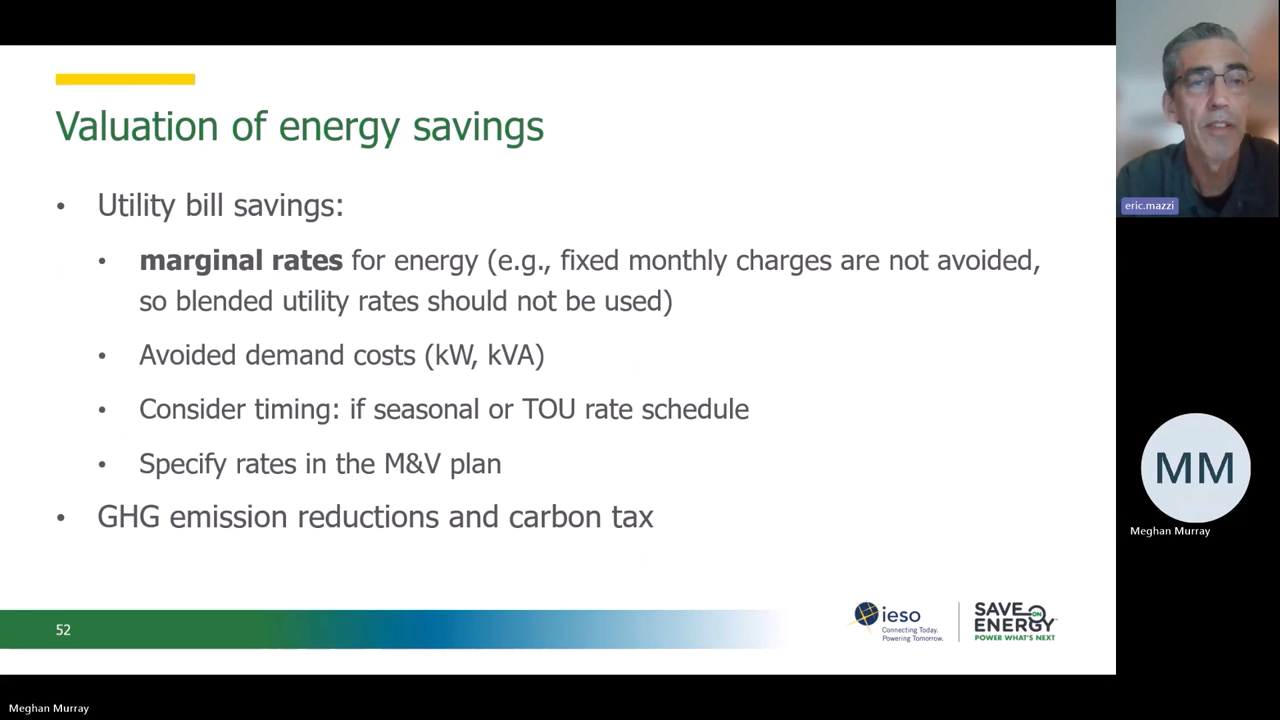 Valuation of energy savings
• Utility bill savings:
• marginal rates for energy (e.g., fixed monthly charges are not avoided,
so blended utility rates should not be used)
• Avoided demand costs (kW, kVA)
• Consider timing: if seasonal or TOU rate schedule
• Specify rates in the M&V plan
• GHG emission reductions and carbon tax
52
ieso
Connecting Today.
Powering Tomorrow.
SAVE ON
ENERGY
POWER WHAT'S NEXT
eric.mazzi
MM
Meghan Murray
Meghan Murray